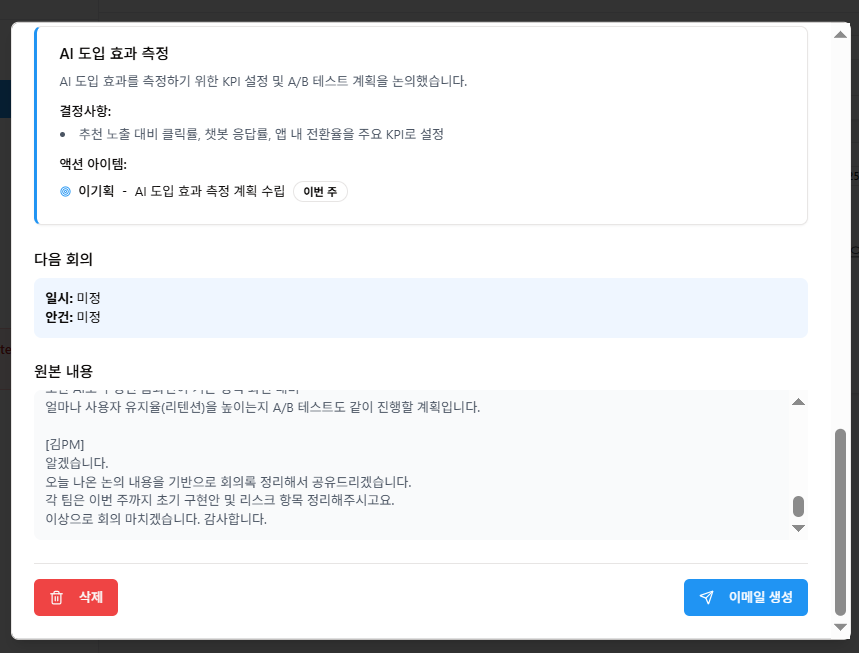 AI 도입 효과 측정
AI 도입 효과를 측정하기 위한 KPI 설정 및 A/B 테스트 계획을 논의했습니다.
결정사항:
추천 노출 대비 클릭률, 챗봇 응답률, 앱 내 전환율을 주요 KPI로 설정
액션 아이템:
이기획 - AI 도입 효과 측정 계획 수립 이번 주
다음 회의
일시: 미정
안건: 미정
원본 내용
얼마나 사용자 유지율(리텐션)을 높이는지 A/B 테스트도 같이 진행할 계획입니다.
[김PM]
알겠습니다.
오늘 나온 논의 내용을 기반으로 회의록 정리해서 공유드리겠습니다.
각 팀은 이번 주까지 초기 구현안 및 리스크 항목 정리해주시고요.
이상으로 회의 마치겠습니다. 감사합니다.
삭제
이메일 생성